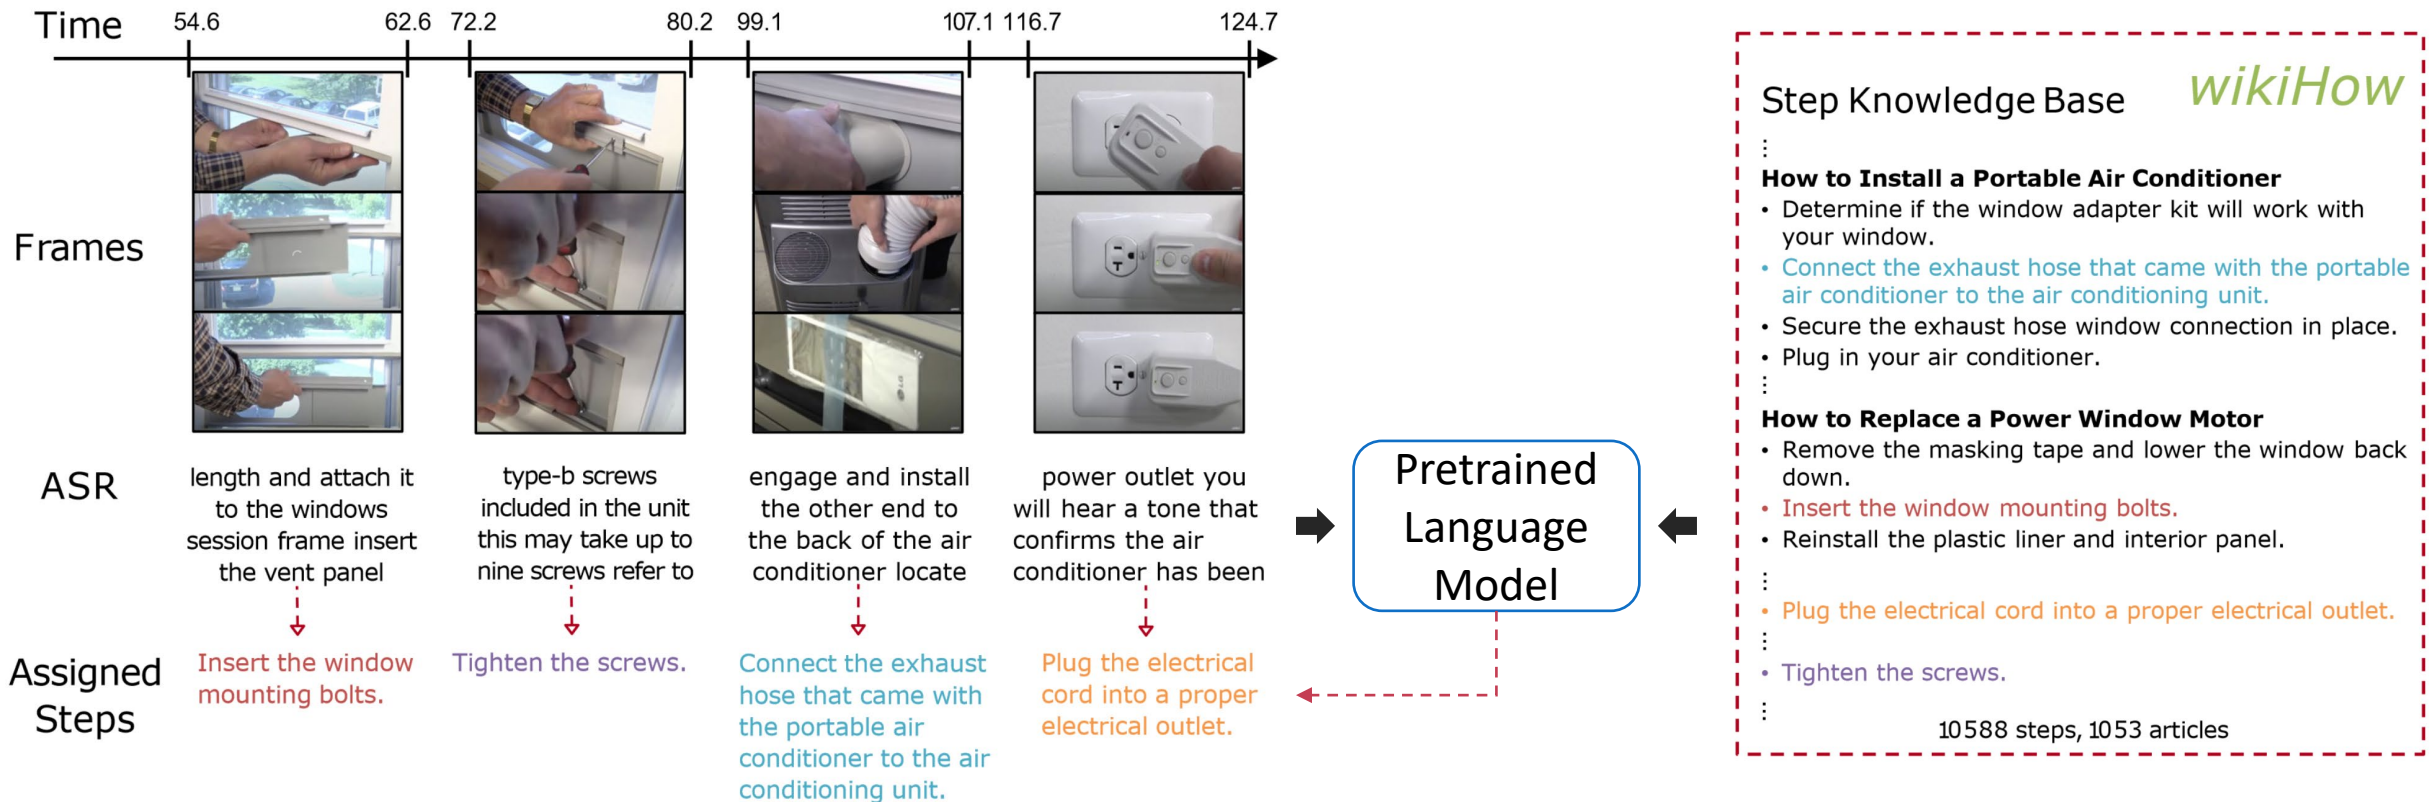 Time
54.6
62.6
72.2
80.2
99.1
107.1
116.7
124.7
Frames
LG
ASR
length and attach it
to the windows
session frame insert
the vent panel
type-b screws
included in the unit
this may take up to
nine screws refer to
engage and install
the other end to
the back of the air
conditioner locate
power outlet you
will hear a tone that
confirms the air
conditioner has been
Assigned
Steps
Insert the window
mounting bolts.
Tighten the screws.
Connect the exhaust
hose that came with
the portable air
conditioner to the air
conditioning unit.
Plug the electrical
cord into a proper
electrical outlet.
Pretrained
Language
Model
Step Knowledge Base
wikiHow
How to Install a Portable Air Conditioner
• Determine if the window adapter kit will work with
your window.
• Connect the exhaust hose that came with the portable
air conditioner to the air conditioning unit.
• Secure the exhaust hose window connection in place.
• Plug in your air conditioner.
How to Replace a Power Window Motor
• Remove the masking tape and lower the window back
down.
• Insert the window mounting bolts.
• Reinstall the plastic liner and interior panel.
• Plug the electrical cord into a proper electrical outlet.
• Tighten the screws.
10588 steps, 1053 articles